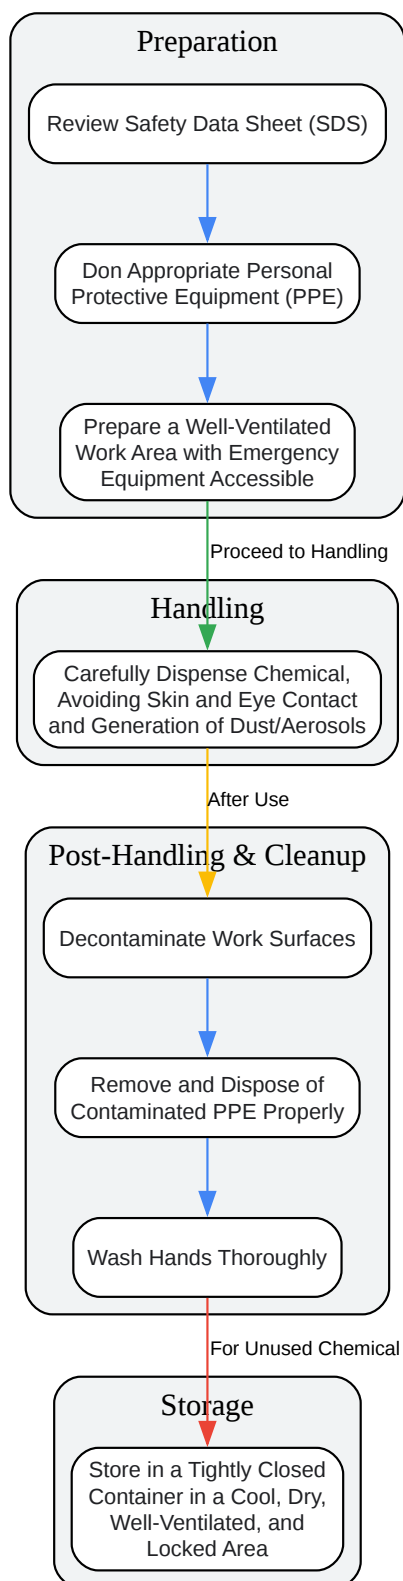 Preparation
Review Safety Data Sheet (SDS)
Don Appropriate Personal
Protective Equipment (PPE)
Prepare a Well-Ventilated
Work Area with Emergency
Equipment Accessible
Proceed to Handling
Handling
Carefully Dispense Chemical,
Avoiding Skin and Eye Contact
and Generation of Dust/Aerosols
After Use
Post-Handling & Cleanup
Decontaminate Work Surfaces
Remove and Dispose of
Contaminated PPE Properly
Wash Hands Thoroughly
For Unused Chemical
Storage
Store in a Tightly Closed
Container in a Cool, Dry,
Well-Ventilated, and
Locked Area